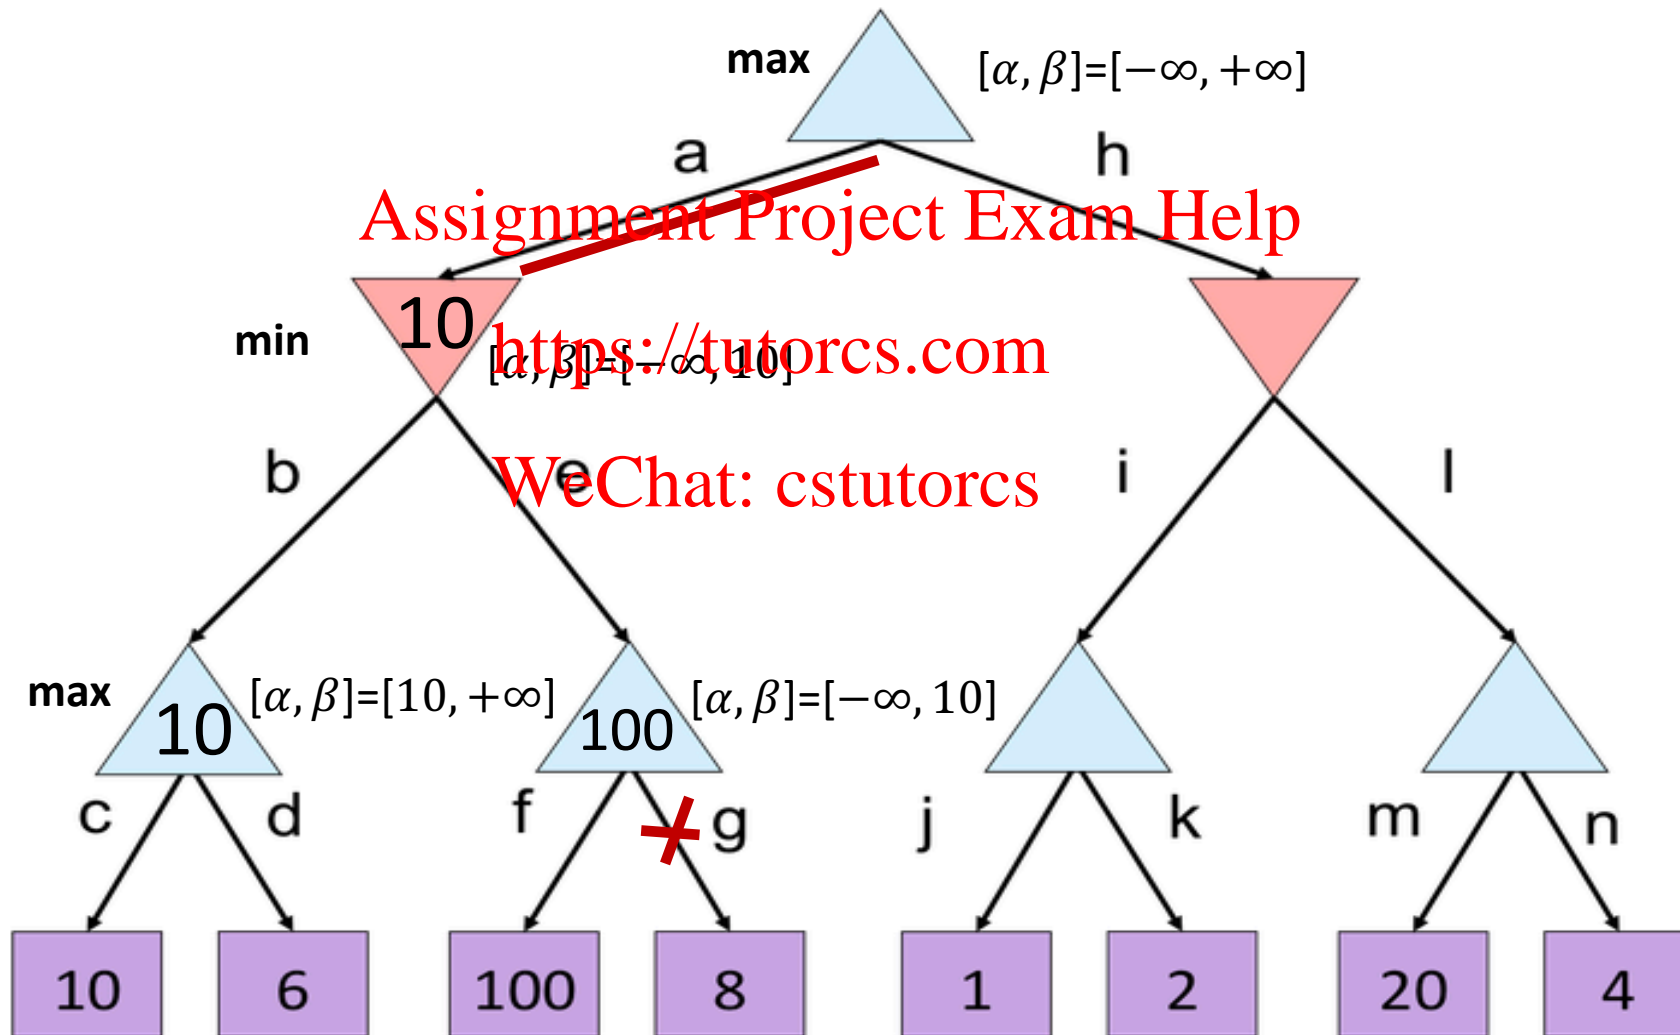 max [α, β]=[−∞, +∞]
a h
Assignment Project Exam Help
10
min
https://tutorcs.com
[α, β]=[−∞, 10]
b e i l
WeChat: cstutorcs
max 10 [α, β]=[10, +∞] 100 [α, β]=[−∞, 10]
c d f g j k m n
10 6 100 8 1 2 20 4